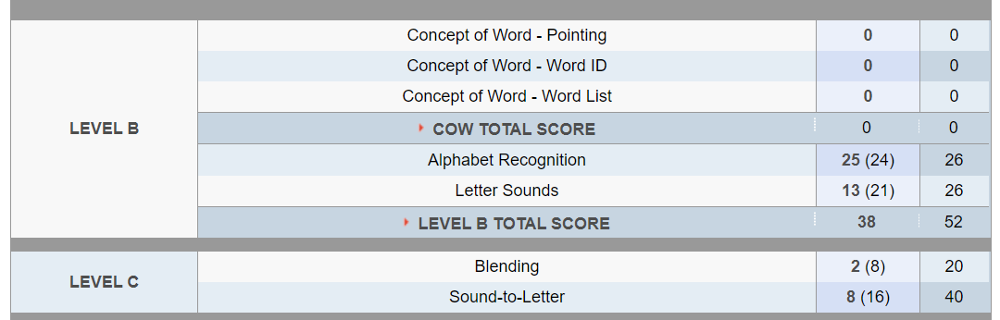 Concept of Word - Pointing 0 0
Concept of Word - Word ID 0 0
Concept of Word - Word List 0 0
LEVEL B COW TOTAL SCORE 0 0
Alphabet Recognition 25 (24) 26
Letter Sounds 13 (21) 26
LEVEL B TOTAL SCORE 38 52
Blending 2 (8) 20
LEVEL C
Sound-to-Letter 8 (16) 40